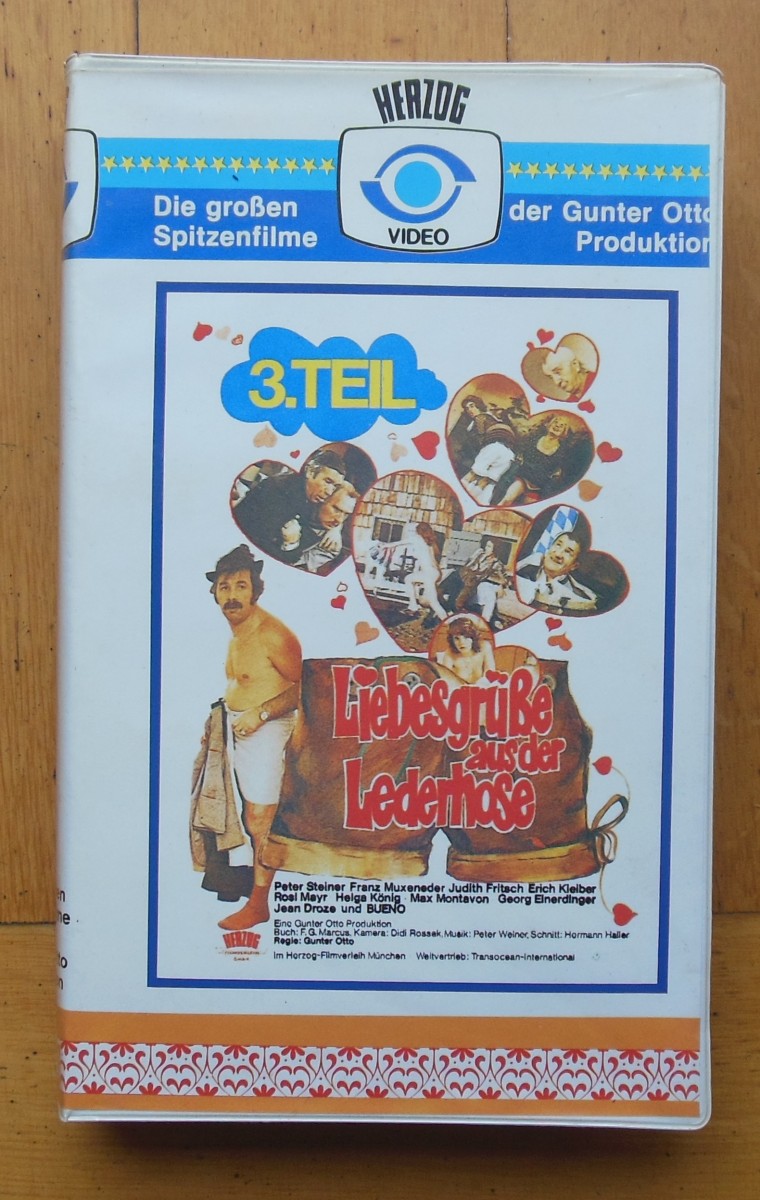 HERZOG
VIDEO
Die großen
Spitzenfilme
der Gunter Otto
Produktion
3.TEIL
Liebesgrüße
aus der
Lederhose
Peter Steiner Franz Muxeneder Judith Fritsch Erich Kleiber
Rosi Mayr Helga König Max Montavon Georg Einerdinger
Jean Droze und BUENO
Eine Gunter Otto Produktion
Buch: F.G. Marcus, Kamera: Didi Rossek, Musik: Peter Weiner, Schnitt: Hermann Haller
Regie: Gunter Otto
HERZOG
Im Herzog-Filmverleih München Weltvertrieb: Transocean-International